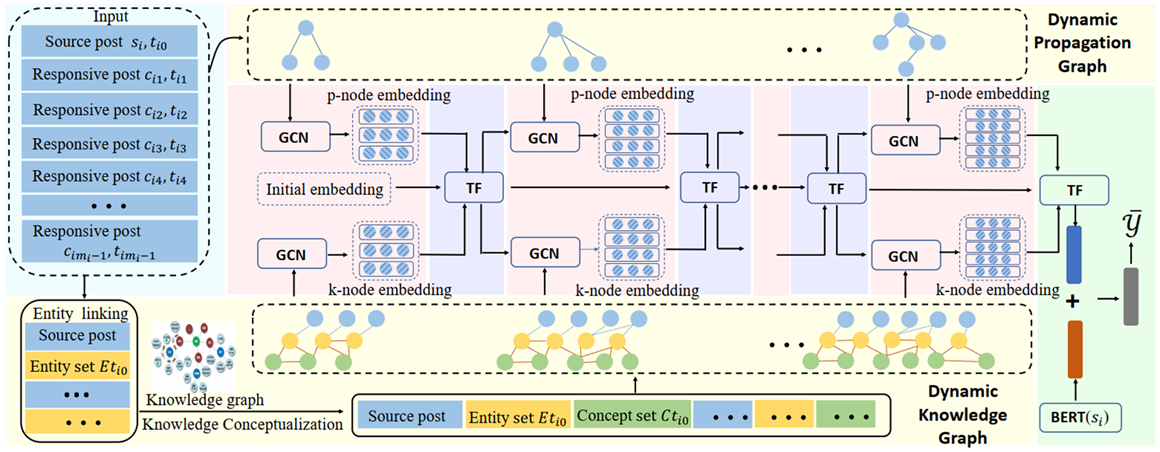 Input
Source post s_i, t_i0
Responsive post c_i1, t_i1
Responsive post c_i2, t_i2
Responsive post c_i3, t_i3
Responsive post c_i4, t_i4
• • •
Responsive post
c_im_i−1, t_im_i−1
Entity linking
Source post
Entity set Et_i0
• • •
• • •
• • •
Dynamic
Propagation
Graph
p-node embedding
p-node embedding
p-node embedding
GCN
GCN
GCN
Initial embedding
TF
TF
• • •
TF
TF
GCN
GCN
GCN
k-node embedding
k-node embedding
k-node embedding
ȳ
+
BERT(s_i)
• • •
Knowledge graph
Knowledge Conceptualization
Source post
Entity set Et_i0
Concept set Ct_i0
• • •
• • •
• • •
Dynamic
Knowledge
Graph